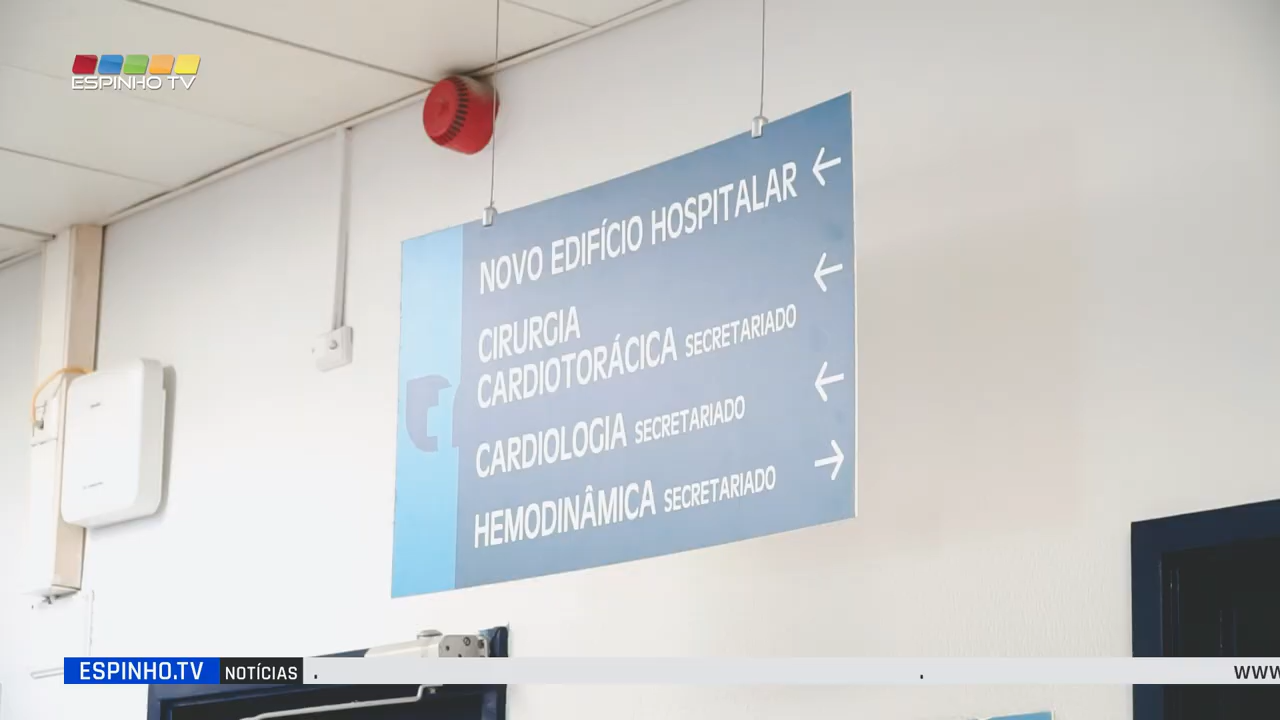 ESPINHO TV
NOVO EDIFÍCIO HOSPITALAR ←
CIRURGIA
CARDIOTORÁCICA SECRETARIADO ←
CARDIOLOGIA SECRETARIADO ←
HEMODINÂMICA SECRETARIADO →
ESPINHO.TV NOTÍCIAS . . www